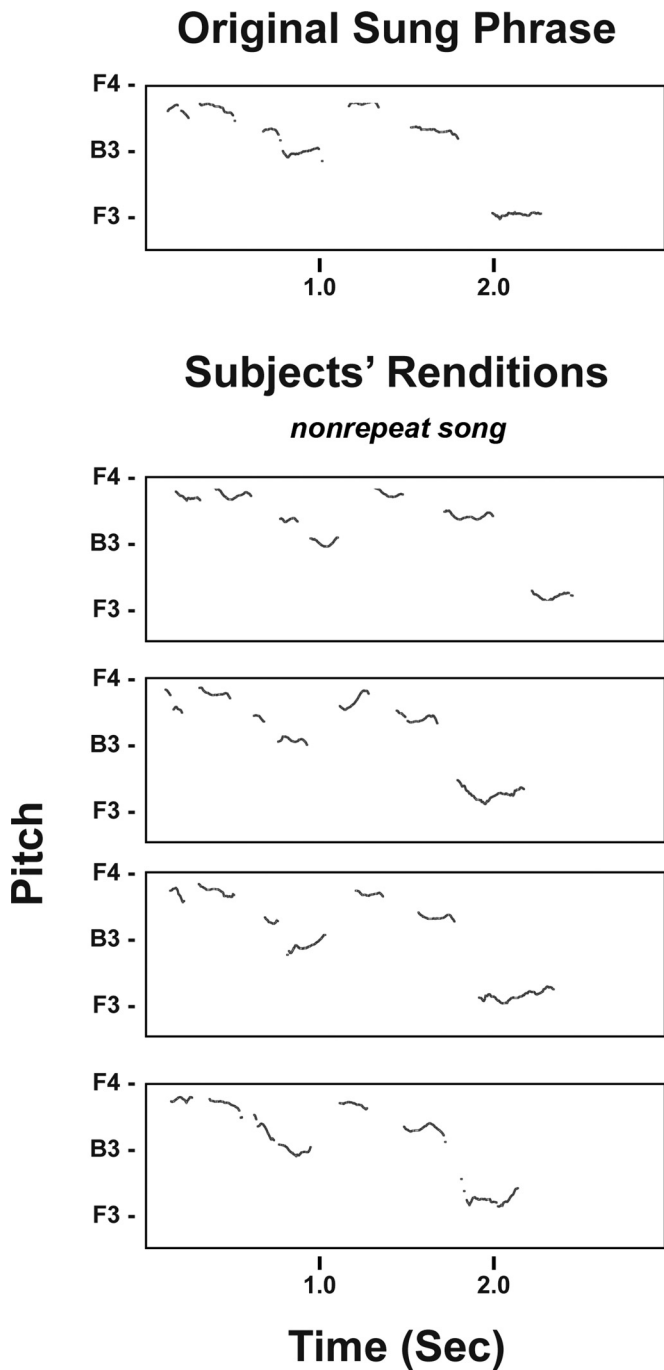 Original Sung Phrase
F4 -
B3 -
F3 -
1.0 2.0
Subjects' Renditions
nonrepeat song
F4 -
B3 -
F3 -
F4 -
B3 -
F3 -
F4 -
B3 -
F3 -
F4 -
B3 -
F3 -
Pitch
1.0 2.0
Time (Sec)